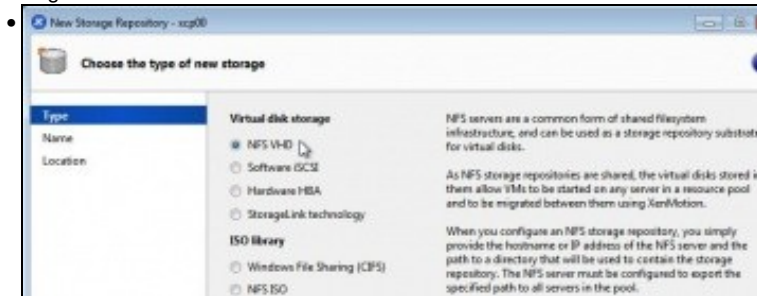 New Storage Repository - xcp00
Choose the type of new storage
Type
Name
Location
Virtual disk storage
NFS VHD
Software iSCSI
Hardware HBA
StorageLink technology
ISO library
Windows File Sharing (CIFS)
NFS ISO
NFS servers are a common form of shared filesystem
infrastructure, and can be used as a storage repository substrate
for virtual disks.
As NFS storage repositories are shared, the virtual disks stored in
them allow VMs to be started on any server in a resource pool
and to be migrated between them using XenMotion.
When you configure an NFS storage repository, you simply
provide the hostname or IP address of the NFS server and the
path to a directory that will be used to contain the storage
repository. The NFS server must be configured to export the
specified path to all servers in the pool.